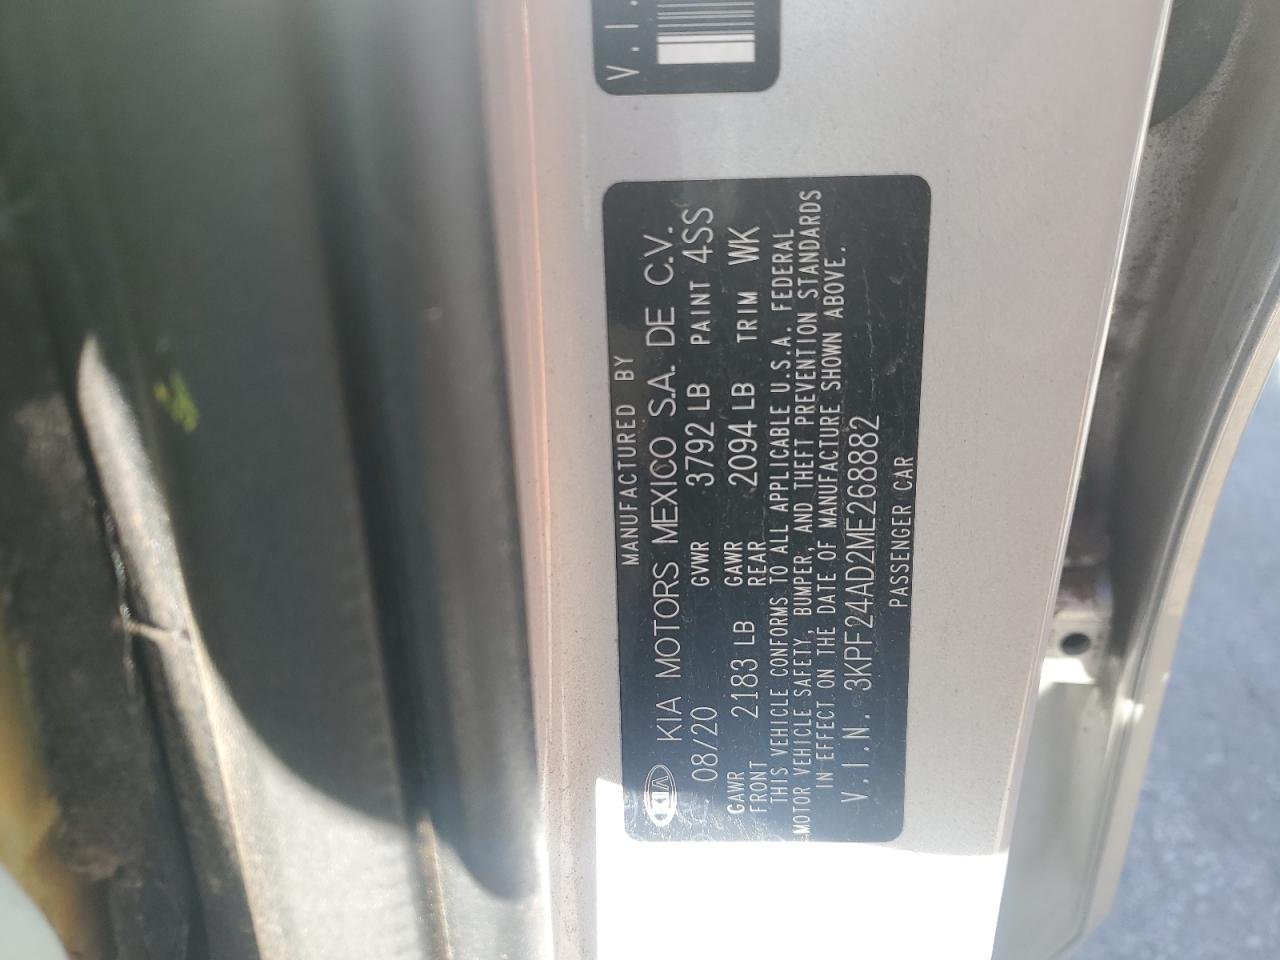 V.I.
MANUFACTURED BY
KIA KIA MOTORS MEXICO S.A. DE C.V.
08/20 GVWR 3792 LB PAINT 4SS
GAWR FRONT 2183 LB GAWR REAR 2094 LB TRIM WK
THIS VEHICLE CONFORMS TO ALL APPLICABLE U.S.A. FEDERAL
MOTOR VEHICLE SAFETY, BUMPER, AND THEFT PREVENTION STANDARDS
IN EFFECT ON THE DATE OF MANUFACTURE SHOWN ABOVE.
V.I.N. 3KPF24AD2ME268882
PASSENGER CAR